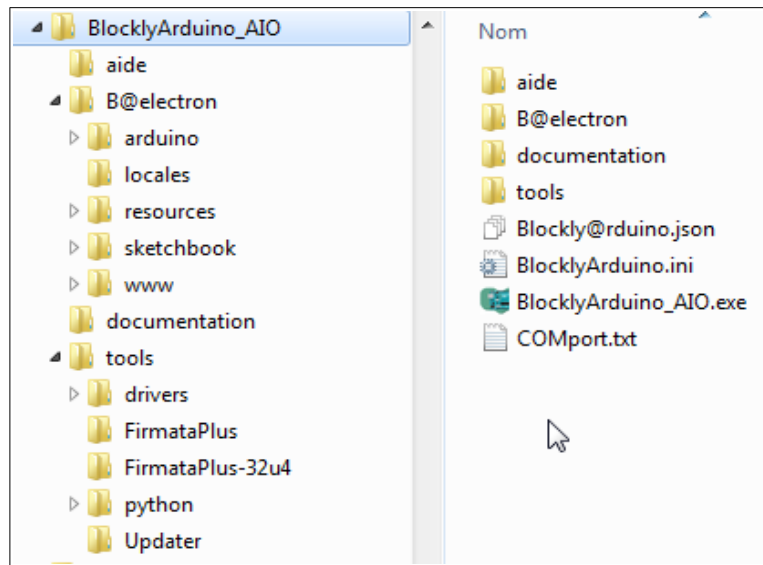 BlocklyArduino_AIO
aide
B@electron
arduino
locales
resources
sketchbook
www
documentation
tools
drivers
FirmataPlus
FirmataPlus-32u4
python
Updater
Nom
aide
B@electron
documentation
tools
Blockly@rduino.json
BlocklyArduino.ini
BlocklyArduino_AIO.exe
COMport.txt